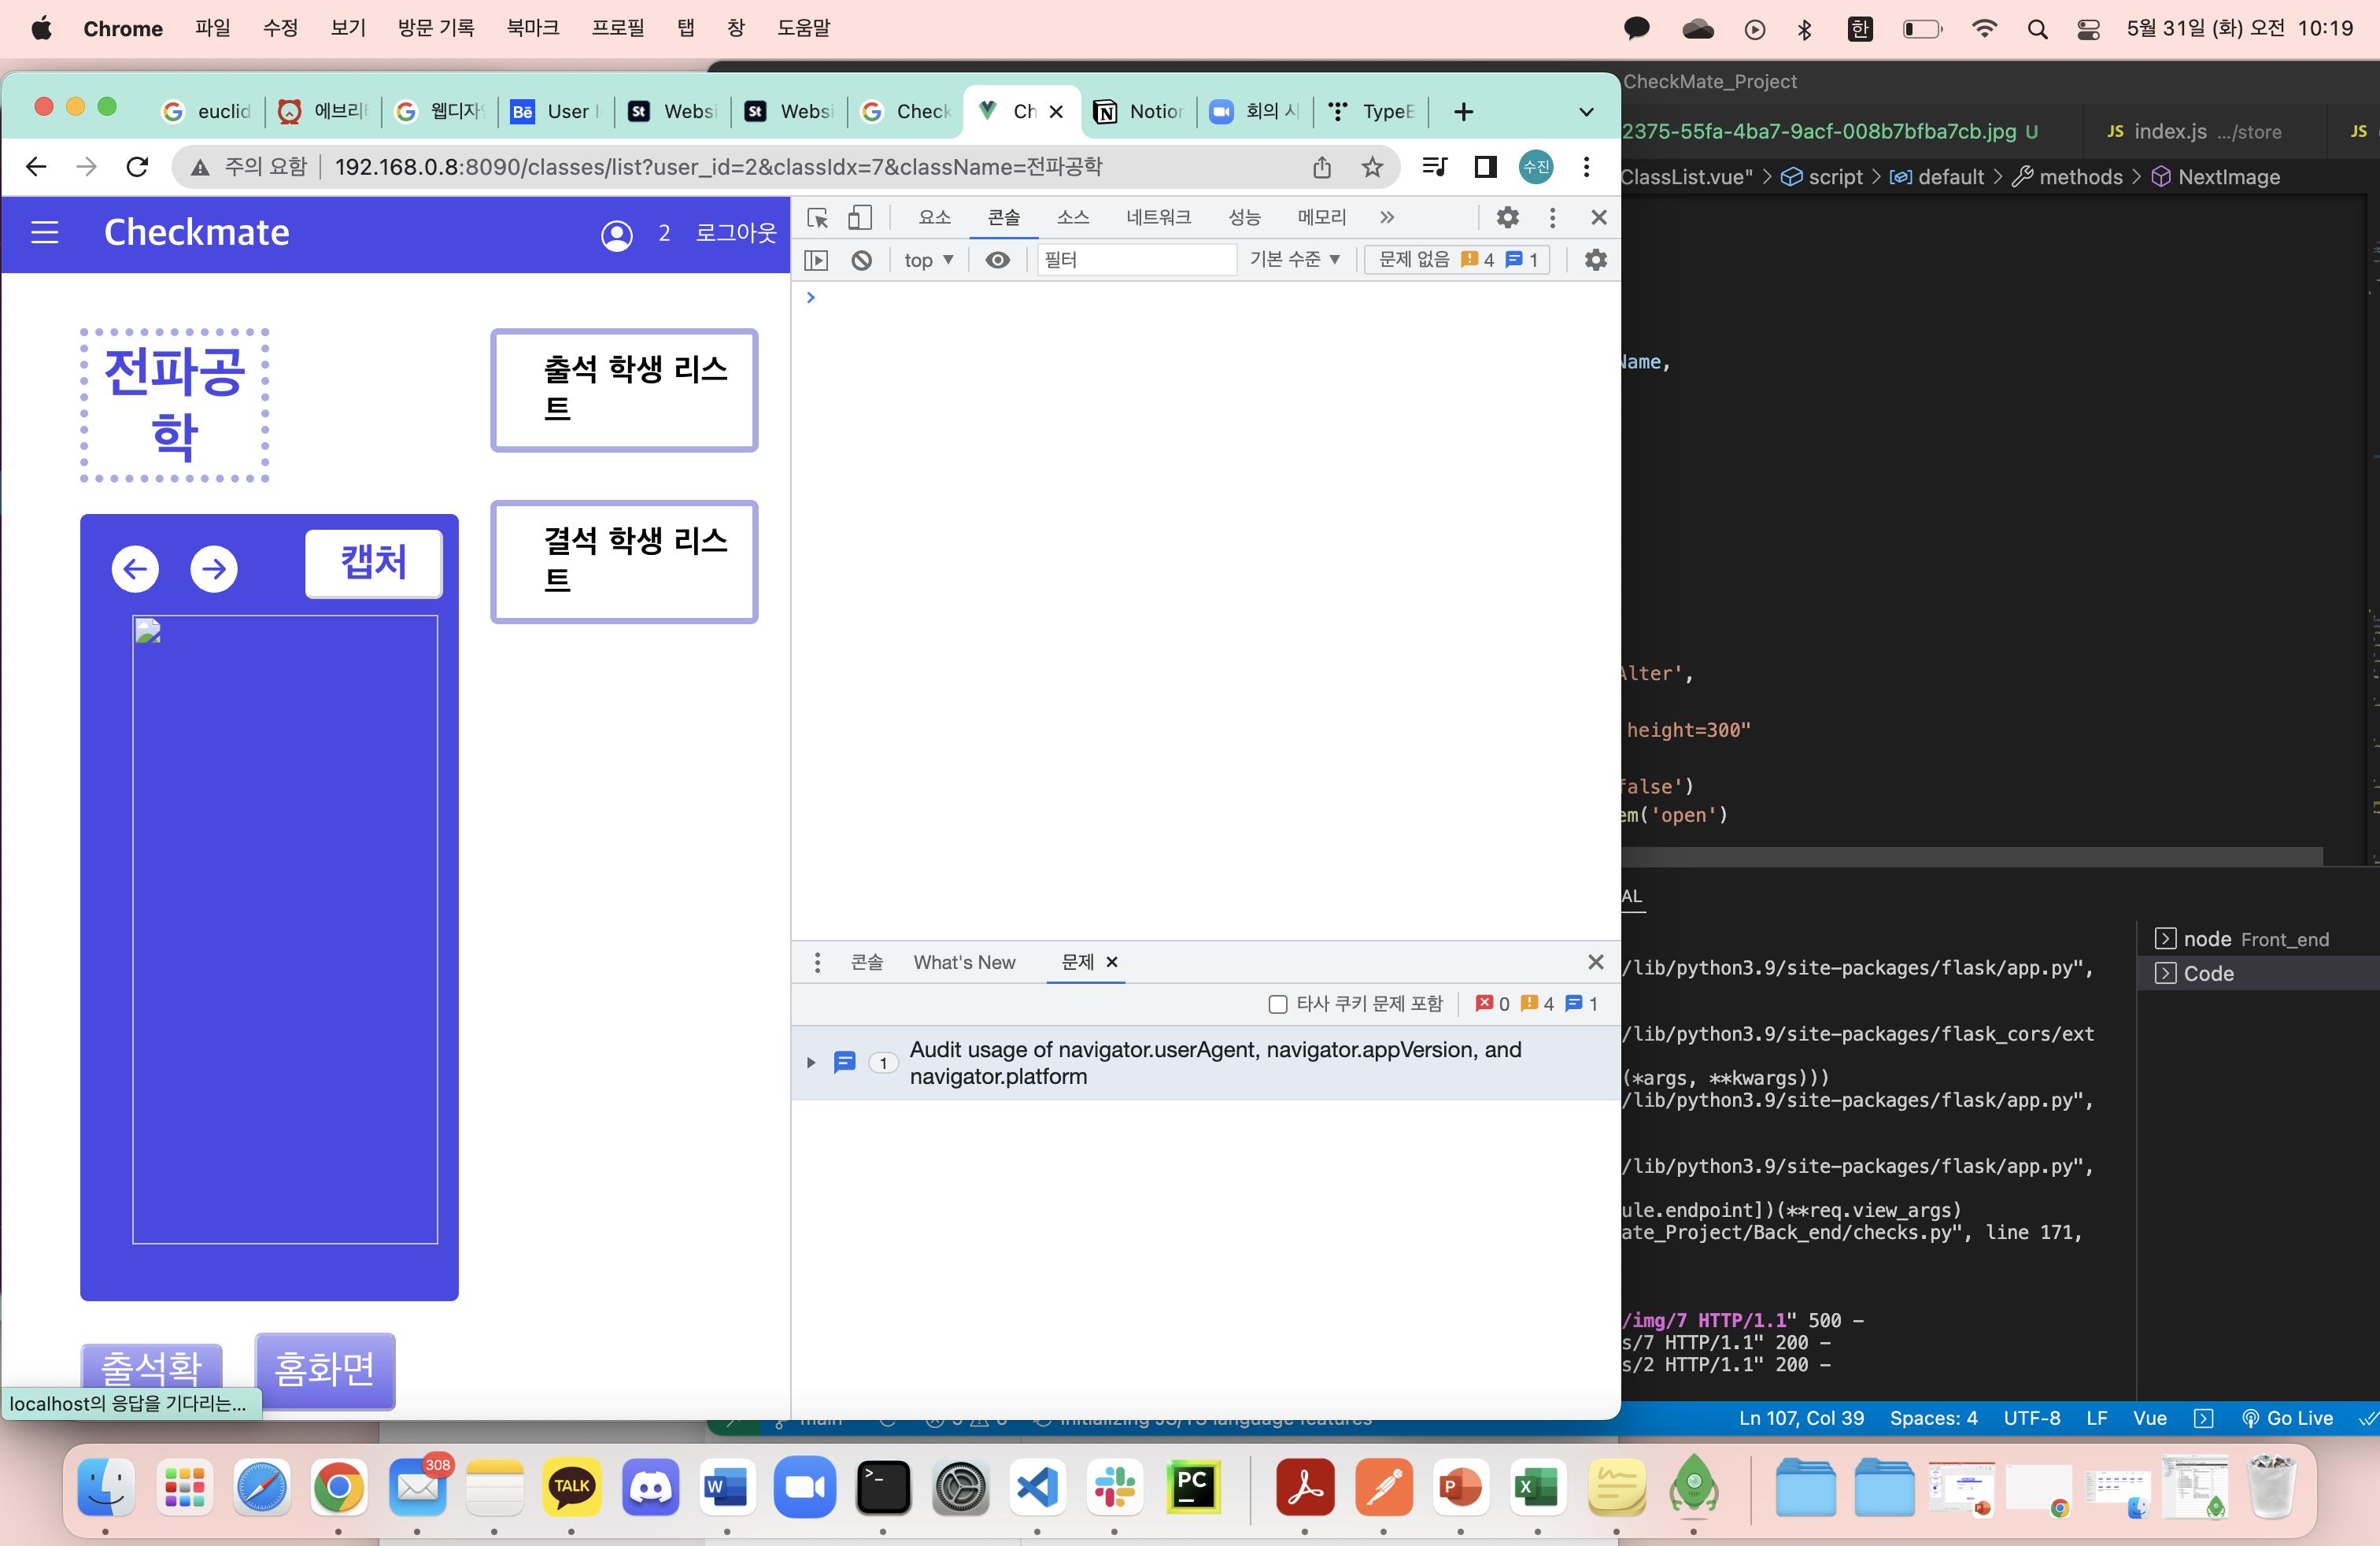 Chrome 파일 수정 보기 방문 기록 북마크 프로필 탭 창 도움말
한 5월 31일 (화) 오전 10:19
CheckMate_Project
euclid 에브리 웹디자 Bē User St Websi St Websi Check Ch Notion 회의 시 TypeE
2375-55fa-4ba7-9acf-008b7bfba7cb.jpg U JS index.js .../store JS
주의 요함 192.168.0.8:8090/classes/list?user_id=2&classIdx=7&className=전파공학 수진
ClassList.vue" > script > default > methods > NextImage
Checkmate 2 로그아웃
요소 콘솔 소스 네트워크 성능 메모리 »
top ▼ 필터 기본 수준 ▼ 문제 없음 4 1
전파공
학
출석 학생 리스
트
결석 학생 리스
트
캡처
출석확
홈화면
localhost의 응답을 기다리는...
콘솔 What's New 문제
타사 쿠키 문제 포함 0 4 1
1 Audit usage of navigator.userAgent, navigator.appVersion, and
navigator.platform
Name,
Alter',
height=300"
false')
em('open')
AL
node Front_end
Code
/lib/python3.9/site-packages/flask/app.py",
/lib/python3.9/site-packages/flask_cors/ext
(*args, **kwargs)))
/lib/python3.9/site-packages/flask/app.py",
/lib/python3.9/site-packages/flask/app.py",
ule.endpoint])(**req.view_args)
ate_Project/Back_end/checks.py", line 171,
/img/7 HTTP/1.1" 500 -
s/7 HTTP/1.1" 200 -
s/2 HTTP/1.1" 200 -
main Initializing JS/TS language features Ln 107, Col 39 Spaces: 4 UTF-8 LF Vue Go Live
308
TALK
W
PC
P
X